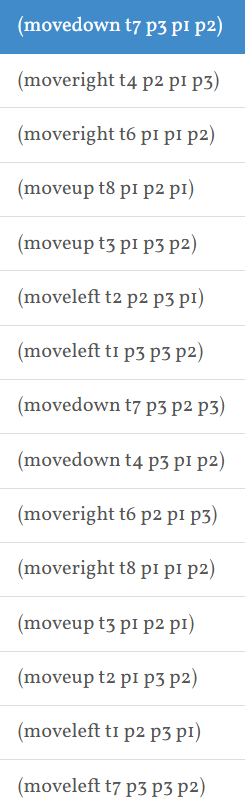 (movedown t7 p3 p1 p2)
(moveright t4 p2 p1 p3)
(moveright t6 p1 p1 p2)
(moveup t8 p1 p2 p1)
(moveup t3 p1 p3 p2)
(moveleft t2 p2 p3 p1)
(moveleft t1 p3 p3 p2)
(movedown t7 p3 p2 p3)
(movedown t4 p3 p1 p2)
(moveright t6 p2 p1 p3)
(moveright t8 p1 p1 p2)
(moveup t3 p1 p2 p1)
(moveup t2 p1 p3 p2)
(moveleft t1 p2 p3 p1)
(moveleft t7 p3 p3 p2)